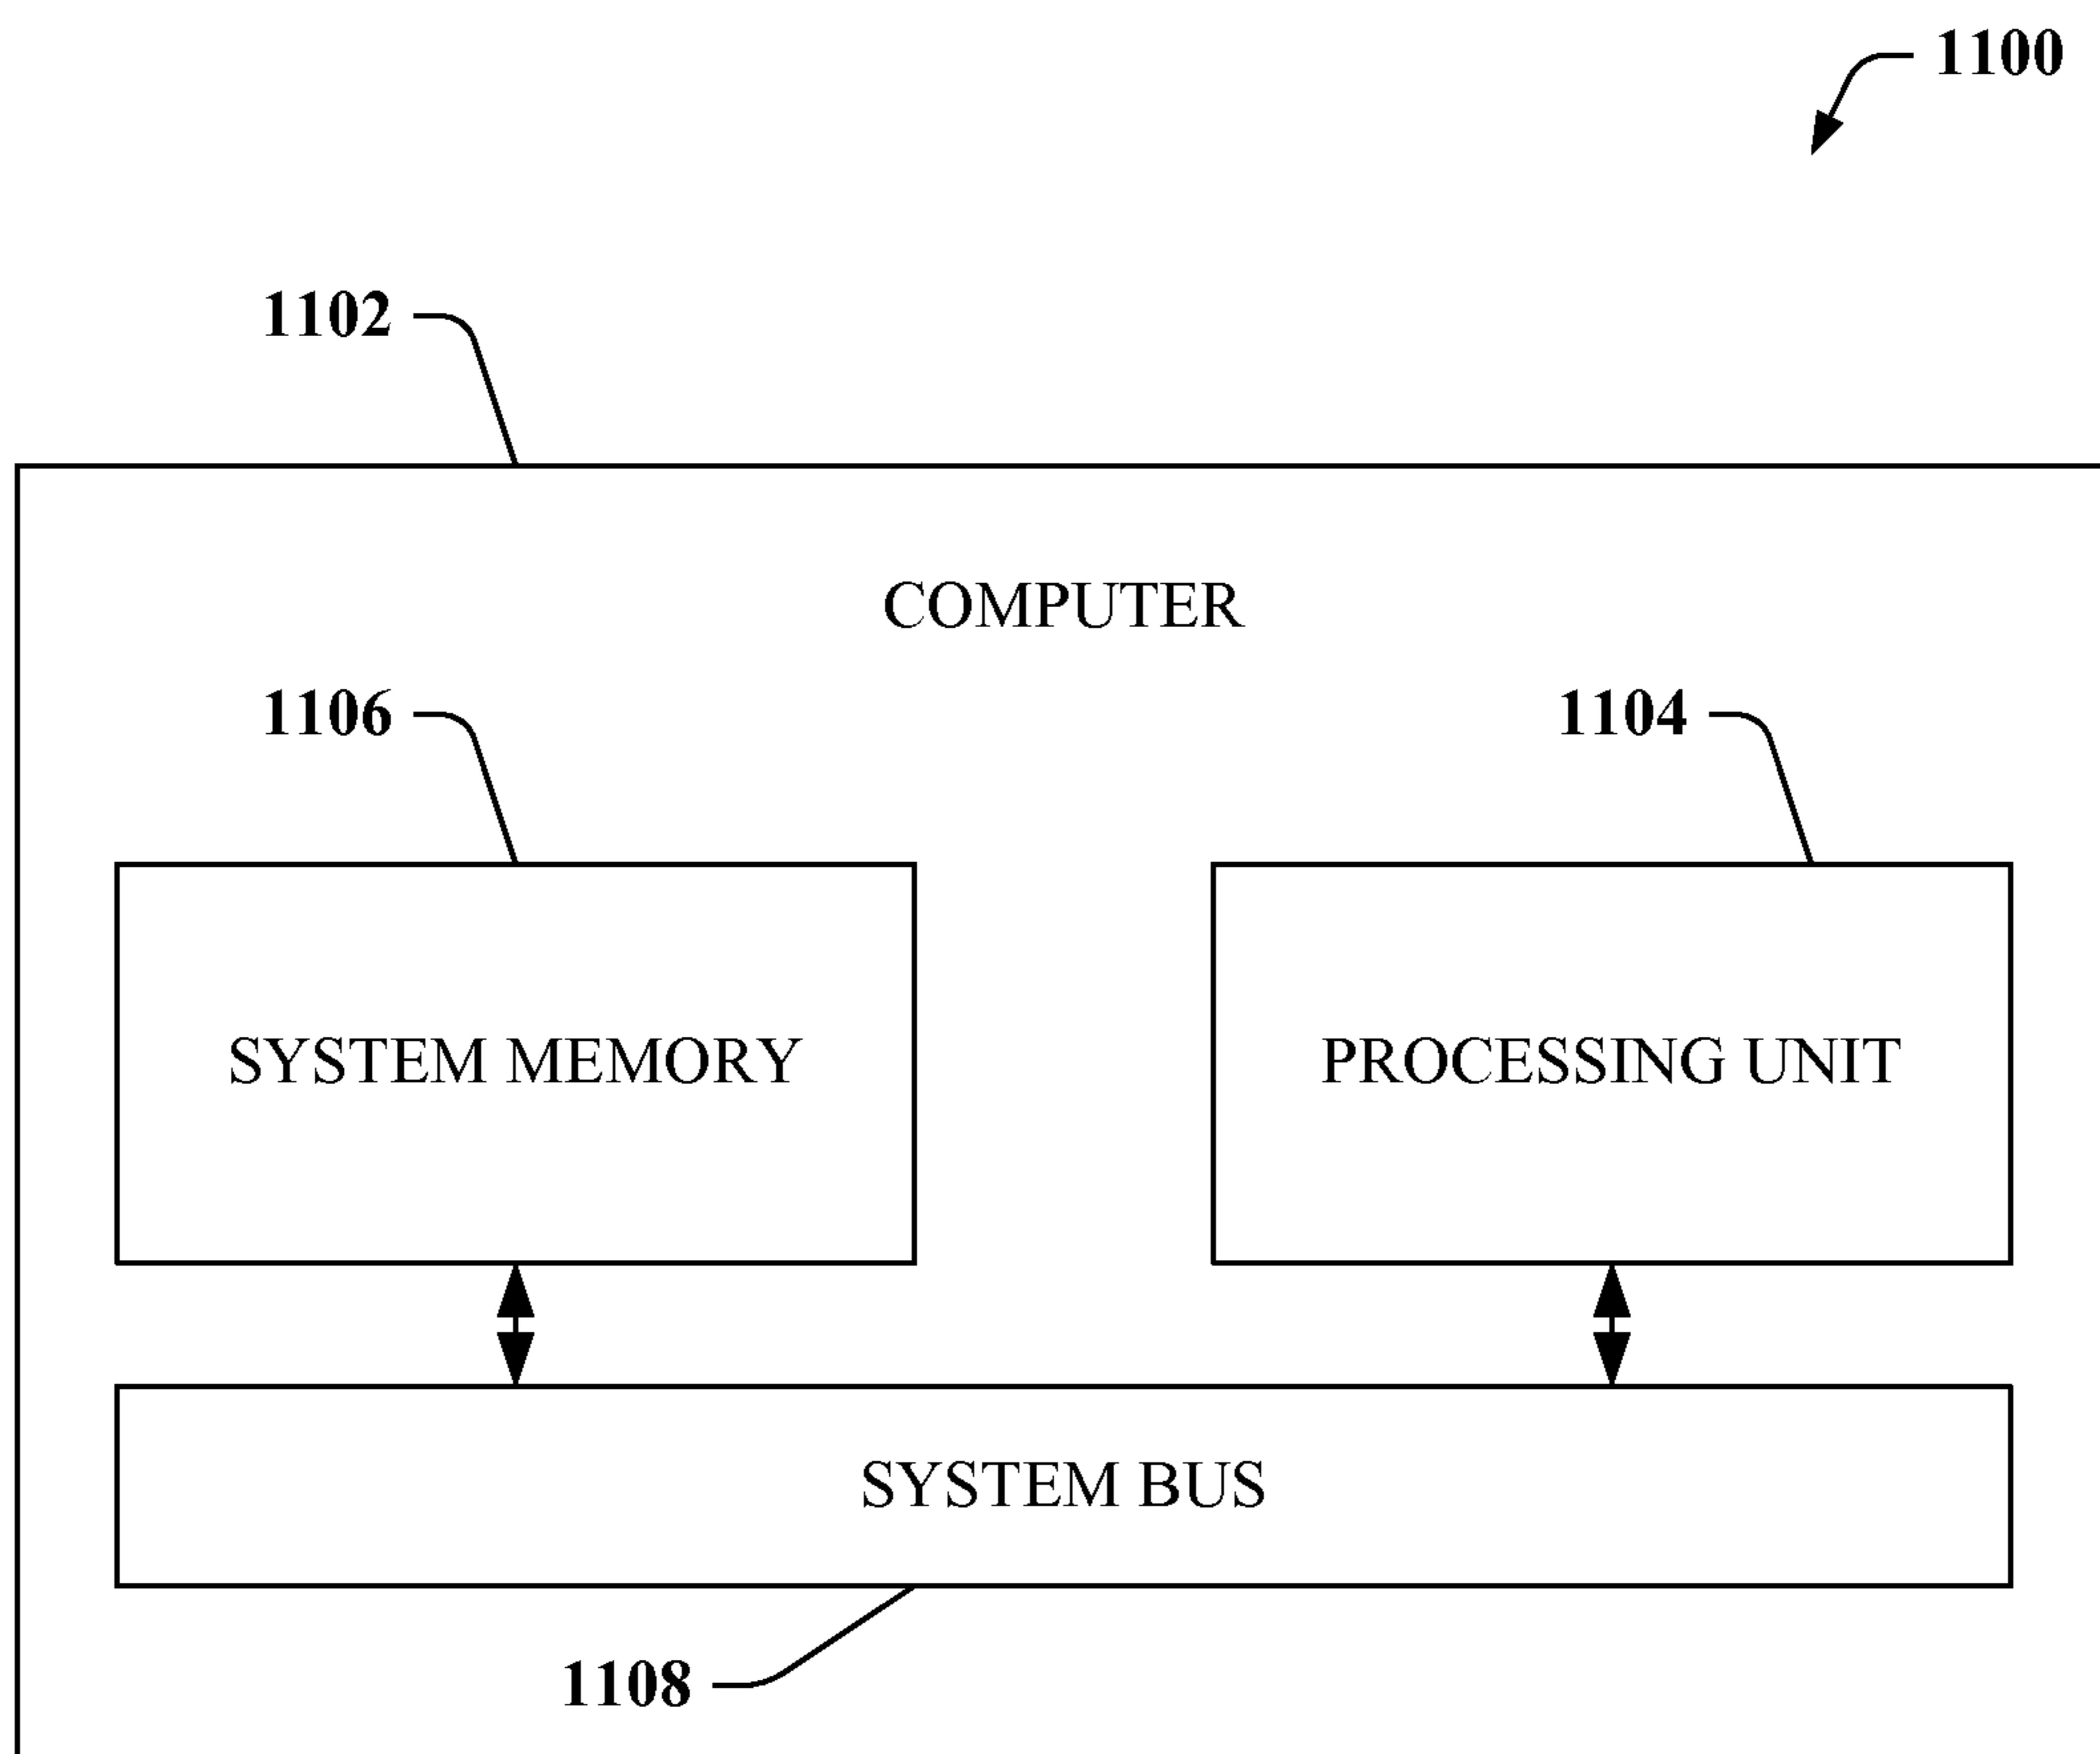 1100
1102
COMPUTER
1106
1104
SYSTEM MEMORY
PROCESSING UNIT
SYSTEM BUS
1108